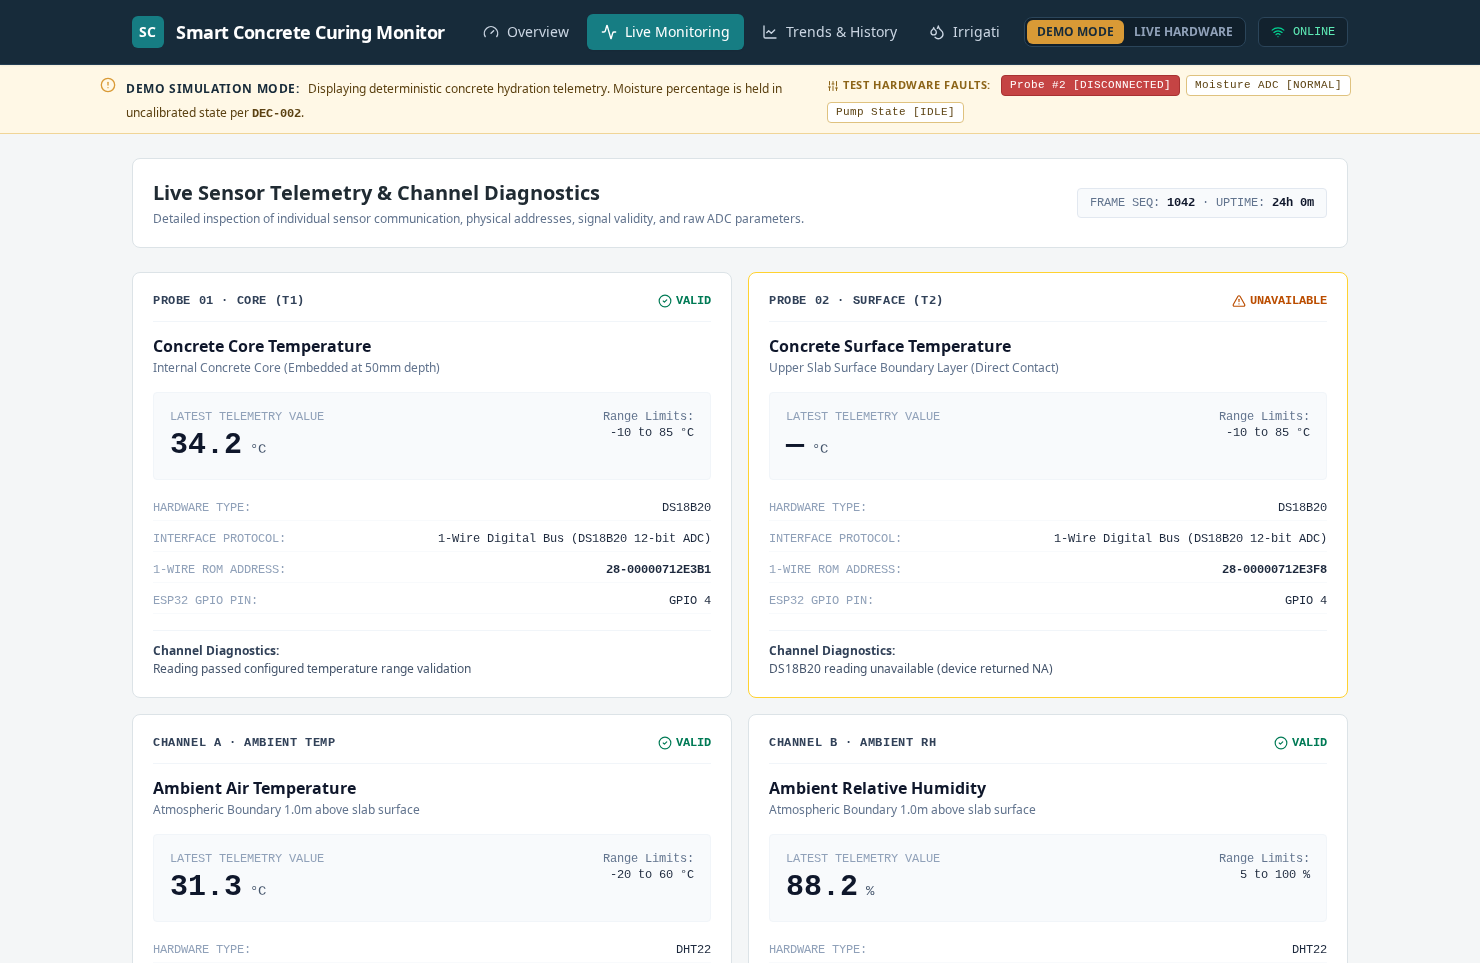 SC Smart Concrete Curing Monitor Overview Live Monitoring Trends & History Irrigati DEMO MODE LIVE HARDWARE ONLINE
DEMO SIMULATION MODE: Displaying deterministic concrete hydration telemetry. Moisture percentage is held in
uncalibrated state per DEC-002.
TEST HARDWARE FAULTS: Probe #2 [DISCONNECTED] Moisture ADC [NORMAL]
Pump State [IDLE]
Live Sensor Telemetry & Channel Diagnostics
Detailed inspection of individual sensor communication, physical addresses, signal validity, and raw ADC parameters.
FRAME SEQ: 1042 · UPTIME: 24h 0m
PROBE 01 · CORE (T1) VALID
Concrete Core Temperature
Internal Concrete Core (Embedded at 50mm depth)
LATEST TELEMETRY VALUE Range Limits:
34.2 °C -10 to 85 °C
HARDWARE TYPE: DS18B20
INTERFACE PROTOCOL: 1-Wire Digital Bus (DS18B20 12-bit ADC)
1-WIRE ROM ADDRESS: 28-00000712E3B1
ESP32 GPIO PIN: GPIO 4
Channel Diagnostics:
Reading passed configured temperature range validation
PROBE 02 · SURFACE (T2) UNAVAILABLE
Concrete Surface Temperature
Upper Slab Surface Boundary Layer (Direct Contact)
LATEST TELEMETRY VALUE Range Limits:
— °C -10 to 85 °C
HARDWARE TYPE: DS18B20
INTERFACE PROTOCOL: 1-Wire Digital Bus (DS18B20 12-bit ADC)
1-WIRE ROM ADDRESS: 28-00000712E3F8
ESP32 GPIO PIN: GPIO 4
Channel Diagnostics:
DS18B20 reading unavailable (device returned NA)
CHANNEL A · AMBIENT TEMP VALID
Ambient Air Temperature
Atmospheric Boundary 1.0m above slab surface
LATEST TELEMETRY VALUE Range Limits:
31.3 °C -20 to 60 °C
HARDWARE TYPE: DHT22
CHANNEL B · AMBIENT RH VALID
Ambient Relative Humidity
Atmospheric Boundary 1.0m above slab surface
LATEST TELEMETRY VALUE Range Limits:
88.2 % 5 to 100 %
HARDWARE TYPE: DHT22